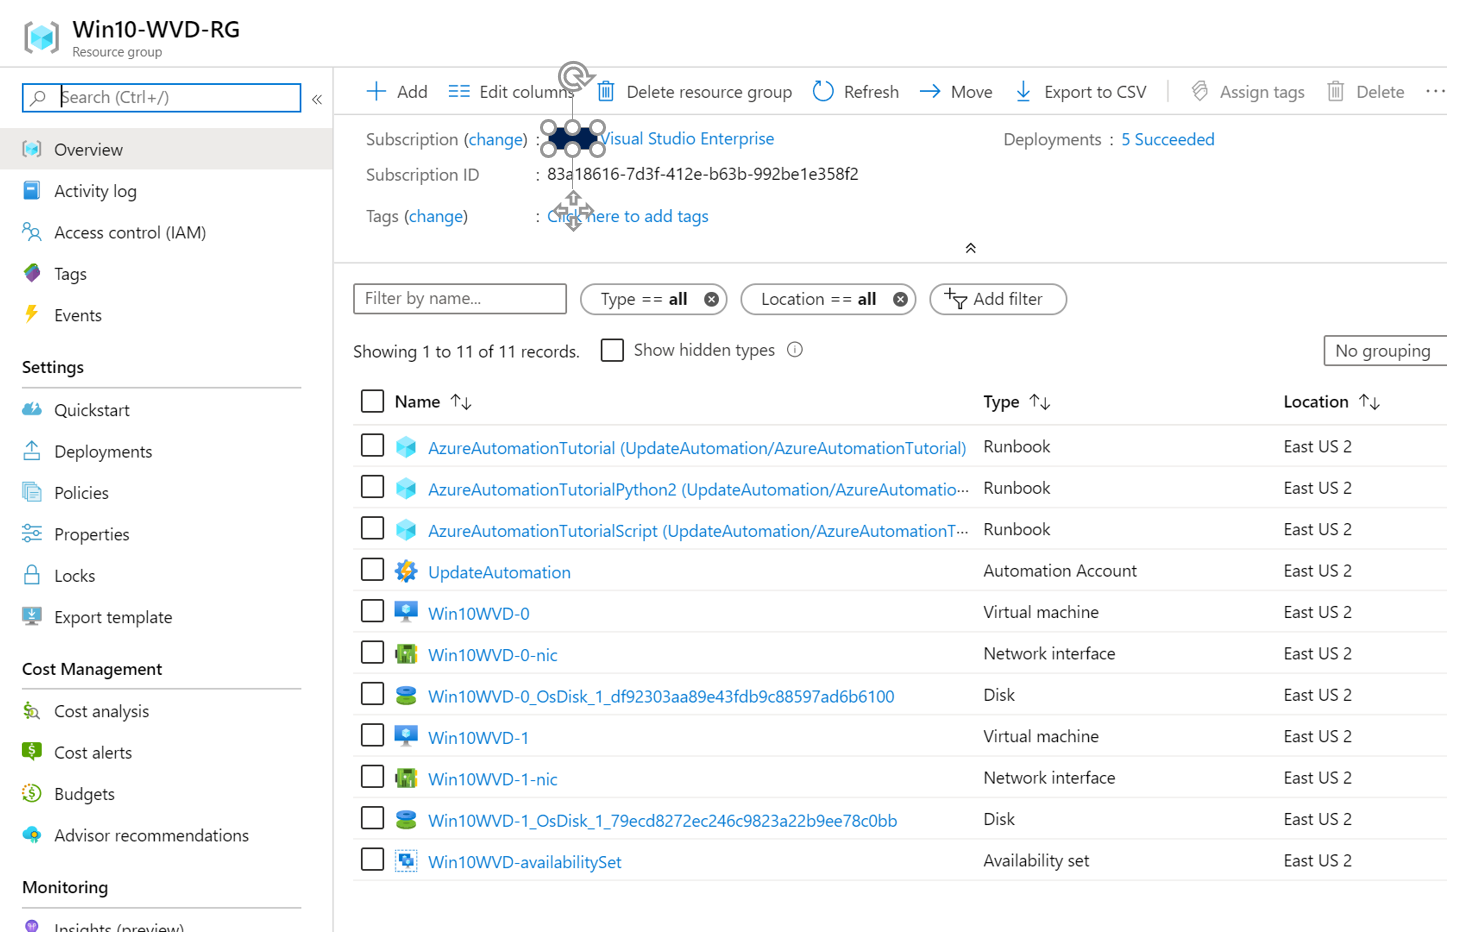 Win10-WVD-RG
Resource group
Search (Ctrl+/)
«
Add
Edit columns
Delete resource group
Refresh
Move
Export to CSV
Assign tags
Delete
···
Overview
Activity log
Access control (IAM)
Tags
Events
Settings
Quickstart
Deployments
Policies
Properties
Locks
Export template
Cost Management
Cost analysis
Cost alerts
Budgets
Advisor recommendations
Monitoring
Insights (preview)
Subscription (change) : Visual Studio Enterprise
Deployments : 5 Succeeded
Subscription ID : 83a18616-7d3f-412e-b63b-992be1e358f2
Tags (change) : Click here to add tags
Filter by name...
Type == all
Location == all
Add filter
Showing 1 to 11 of 11 records.
Show hidden types
No grouping
Name ↑↓ Type ↑↓ Location ↑↓
AzureAutomationTutorial (UpdateAutomation/AzureAutomationTutorial) Runbook East US 2
AzureAutomationTutorialPython2 (UpdateAutomation/AzureAutomatio··· Runbook East US 2
AzureAutomationTutorialScript (UpdateAutomation/AzureAutomationT··· Runbook East US 2
UpdateAutomation Automation Account East US 2
Win10WVD-0 Virtual machine East US 2
Win10WVD-0-nic Network interface East US 2
Win10WVD-0_OsDisk_1_df92303aa89e43fdb9c88597ad6b6100 Disk East US 2
Win10WVD-1 Virtual machine East US 2
Win10WVD-1-nic Network interface East US 2
Win10WVD-1_OsDisk_1_79ecd8272ec246c9823a22b9ee78c0bb Disk East US 2
Win10WVD-availabilitySet Availability set East US 2